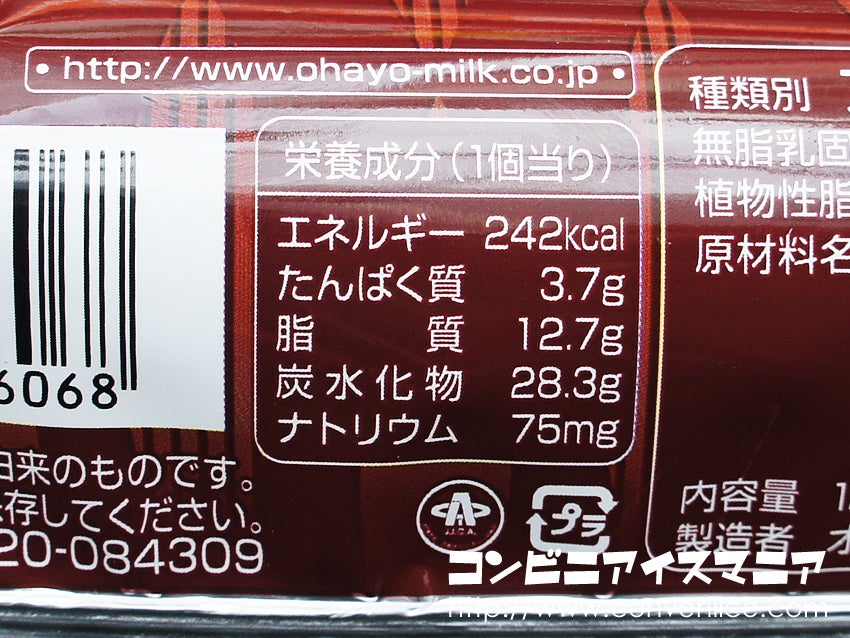 • http://www.ohayo-milk.co.jp •
栄養成分(1個当り)
エネルギー 242kcal
たんぱく質 3.7g
脂 質 12.7g
炭水化物 28.3g
ナトリウム 75mg
6068
来のものです。
存してください。
20-084309
プラ
種類別
無脂乳固
植物性脂
原材料名
内容量
製造者
コンビニアイスマニア
http://www.conveniice.com